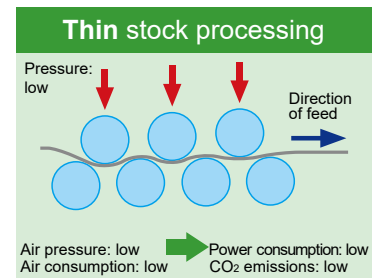 Thin stock processing
Pressure:
low
Direction
of feed
Air pressure: low
Power consumption: low
Air consumption: low
CO2 emissions: low